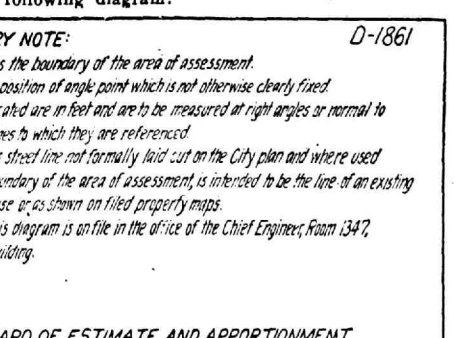 following diagram.
RY NOTE: D-1861
s the boundary of the area of assessment.
position of angle point which is not otherwise clearly fixed.
ated are in feet and are to be measured at right angles or normal to
nes to which they are referenced.
s street line not formally laid out on the City plan and where used
undary of the area of assessment, is intended to be the line of an existing
se or as shown on filed property maps.
is diagram is on file in the office of the Chief Engineer, Room 1347,
uilding.
ARD OF ESTIMATE AND APPORTIONMENT